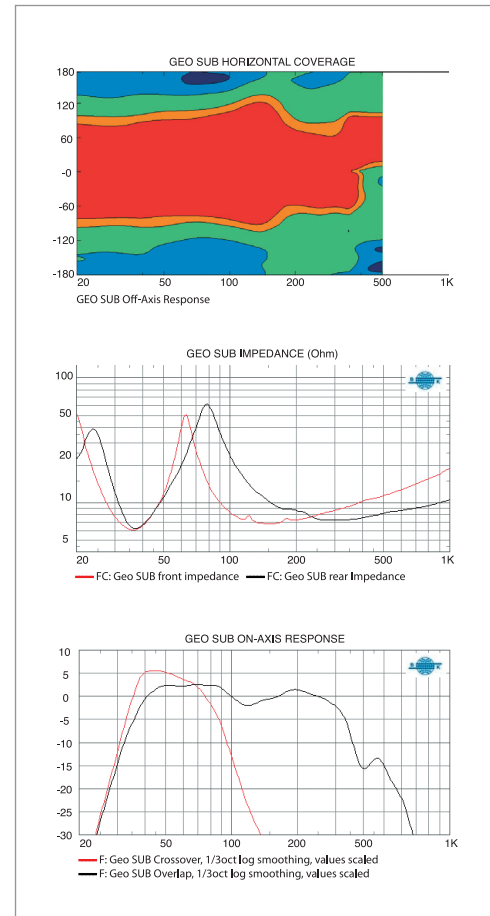 GEO SUB HORIZONTAL COVERAGE
180
120
60
-0
-60
-120
-180
20 50 100 200 500 1K
GEO SUB Off-Axis Response
GEO SUB IMPEDANCE (Ohm)
100
50
20
10
5
20 50 100 200 500 1K
FC: Geo SUB front impedance FC: Geo SUB rear Impedance
GEO SUB ON-AXIS RESPONSE
10
5
0
-5
-10
-15
-20
-25
-30
20 50 100 200 500 1K
F: Geo SUB Crossover, 1/3oct log smoothing, values scaled
F: Geo SUB Overlap, 1/3oct log smoothing, values scaled